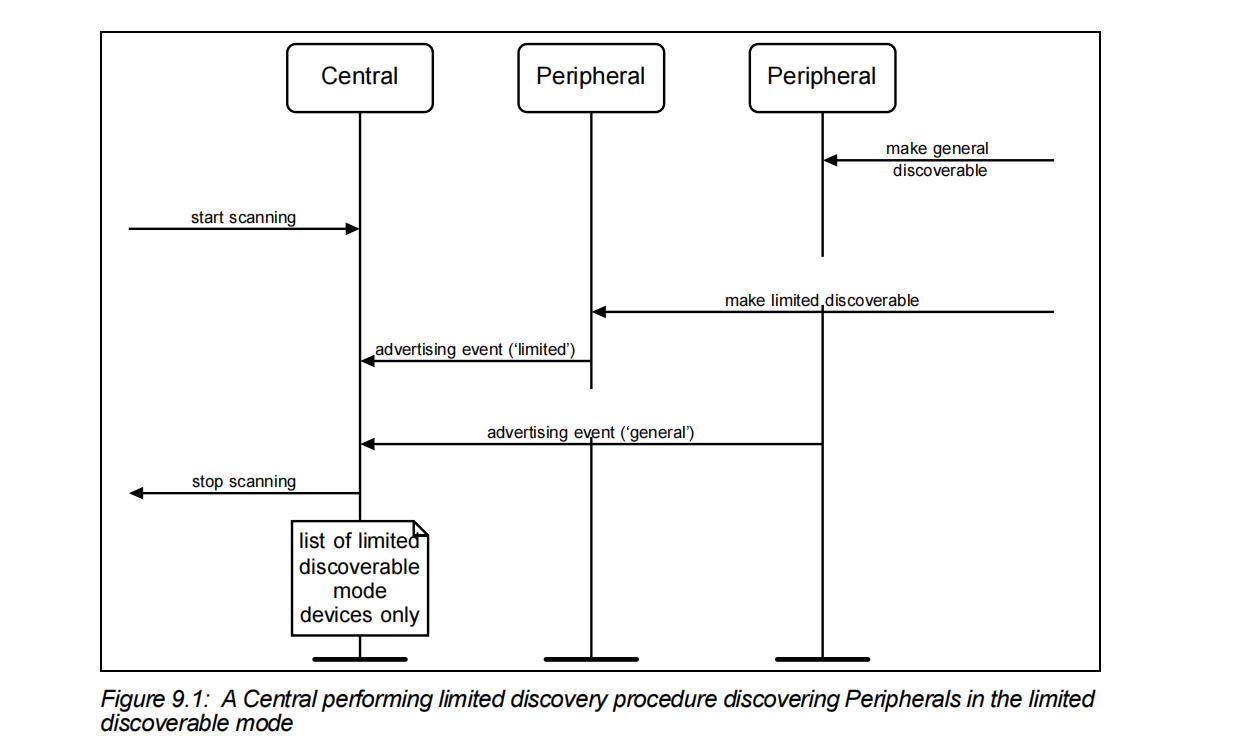 Central
Peripheral
Peripheral
make general
discoverable
start scanning
make limited discoverable
advertising event (‘limited’)
advertising event (‘general’)
stop scanning
list of limited
discoverable
mode
devices only
Figure 9.1: A Central performing limited discovery procedure discovering Peripherals in the limited
discoverable mode